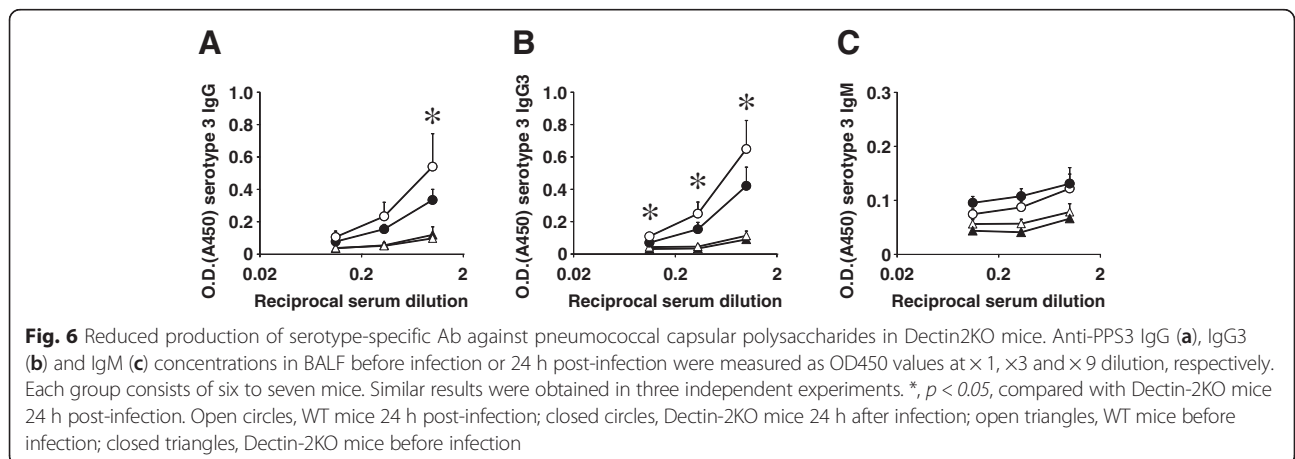 A
B
C
O.D.(A450) serotype 3 IgG
1.0
0.8
0.6
0.4
0.2
0
0.02
0.2
2
Reciprocal serum dilution
*
O.D.(A450) serotype 3 IgG3
1.0
0.8
0.6
0.4
0.2
0
0.02
0.2
2
Reciprocal serum dilution
*
*
*
O.D.(A450) serotype 3 IgM
0.3
0.2
0.1
0
0.02
0.2
2
Reciprocal serum dilution
Fig. 6 Reduced production of serotype-specific Ab against pneumococcal capsular polysaccharides in Dectin2KO mice. Anti-PPS3 IgG (a), IgG3
(b) and IgM (c) concentrations in BALF before infection or 24 h post-infection were measured as OD450 values at × 1, ×3 and × 9 dilution, respectively.
Each group consists of six to seven mice. Similar results were obtained in three independent experiments. *, p < 0.05, compared with Dectin-2KO mice
24 h post-infection. Open circles, WT mice 24 h post-infection; closed circles, Dectin-2KO mice 24 h after infection; open triangles, WT mice before
infection; closed triangles, Dectin-2KO mice before infection